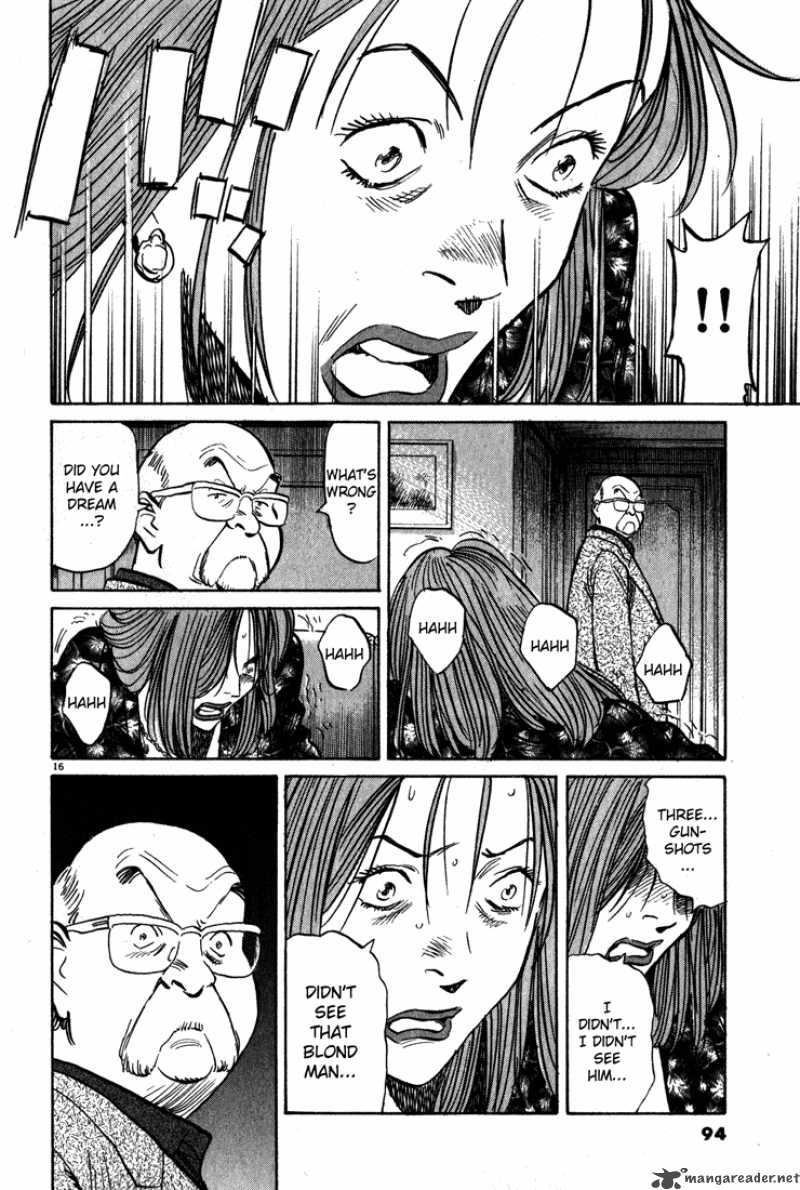 !!
WHAT'S
WRONG
?
DID YOU
HAVE A
DREAM
...?
HAHH
HAHH
HAHH
HAHH
HAHH
16
THREE...
GUN-
SHOTS
...
I
DIDN'T...
I DIDN'T
SEE
HIM...
DIDN'T
SEE
THAT
BLOND
MAN...
94
mangareader.net